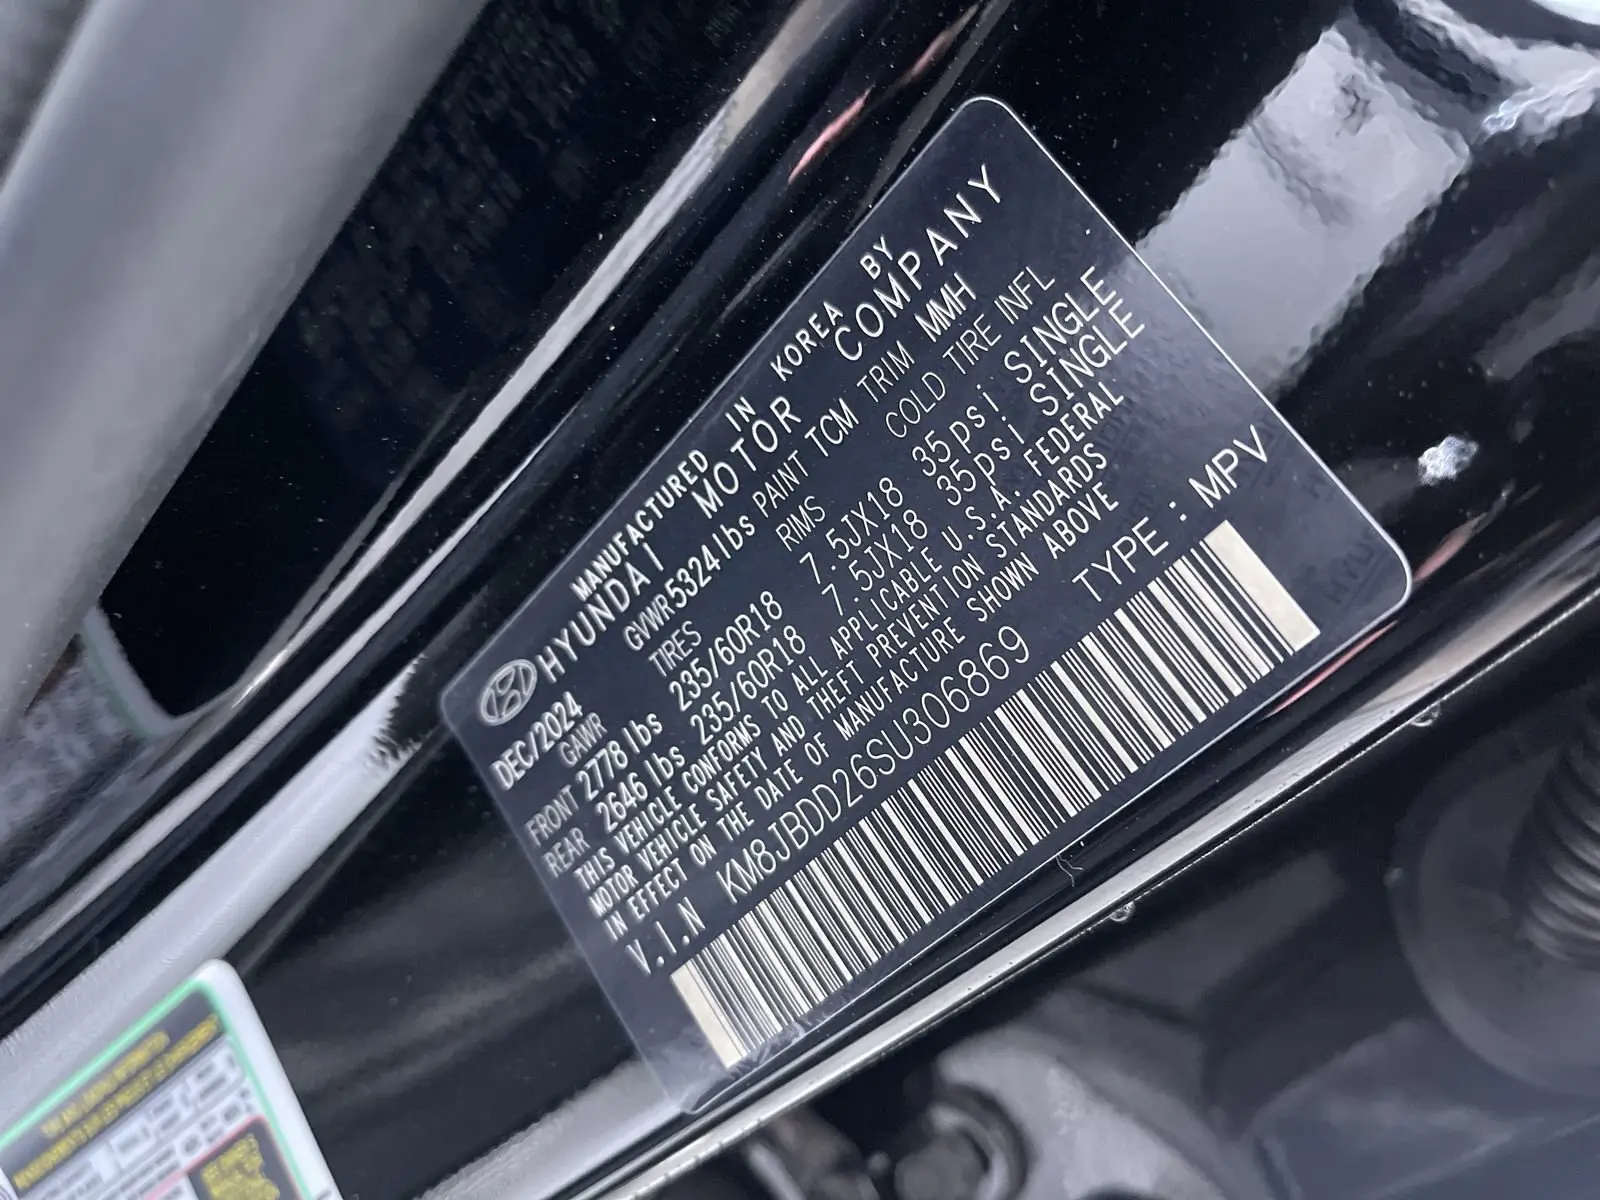 MANUFACTURED IN KOREA BY
HYUNDAI MOTOR COMPANY
DEC/2024 GVWR 5324 lbs PAINT TCM TRIM MMH
GAWR TIRES RIMS COLD TIRE INFL
FRONT 2778 lbs 235/60R18 7.5JX18 35psi SINGLE
REAR 2646 lbs 235/60R18 7.5JX18 35psi SINGLE
THIS VEHICLE CONFORMS TO ALL APPLICABLE U.S.A. FEDERAL
MOTOR VEHICLE SAFETY AND THEFT PREVENTION STANDARDS
IN EFFECT ON THE DATE OF MANUFACTURE SHOWN ABOVE
V.I.N KM8JBDD26SU306869 TYPE : MPV